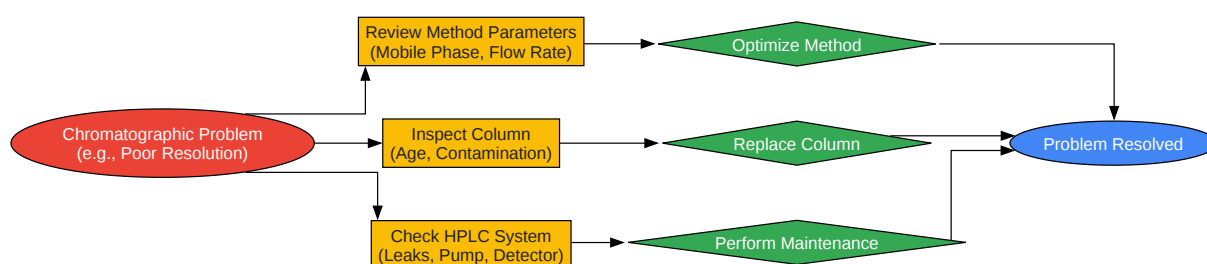 Review Method Parameters
(Mobile Phase, Flow Rate)
Optimize Method
Chromatographic Problem
(e.g., Poor Resolution)
Inspect Column
(Age, Contamination)
Replace Column
Problem Resolved
Check HPLC System
(Leaks, Pump, Detector)
Perform Maintenance